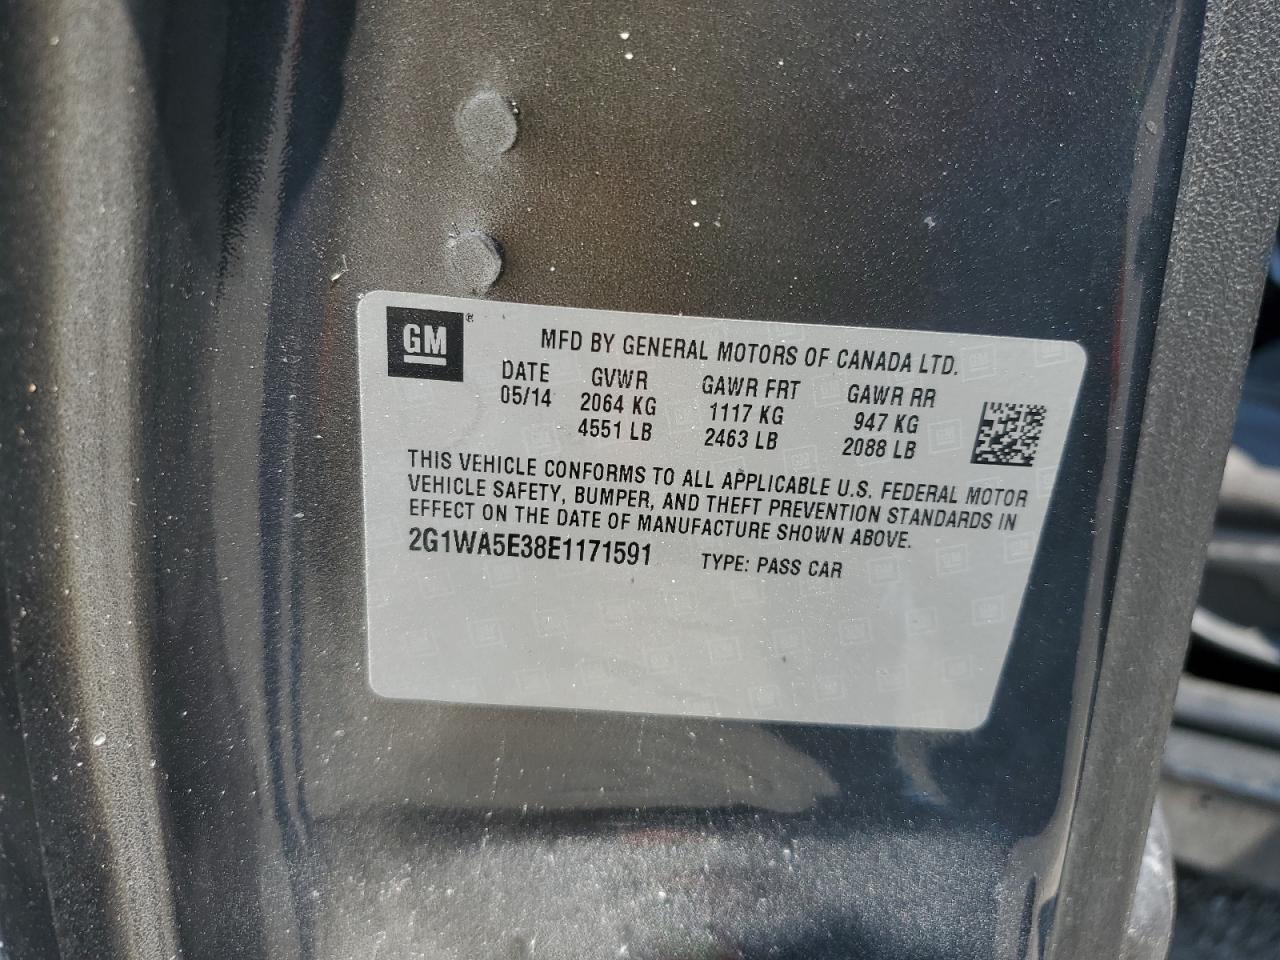 GM ®
MFD BY GENERAL MOTORS OF CANADA LTD.
DATE GVWR GAWR FRT GAWR RR
05/14 2064 KG 1117 KG 947 KG
4551 LB 2463 LB 2088 LB
THIS VEHICLE CONFORMS TO ALL APPLICABLE U.S. FEDERAL MOTOR
VEHICLE SAFETY, BUMPER, AND THEFT PREVENTION STANDARDS IN
EFFECT ON THE DATE OF MANUFACTURE SHOWN ABOVE.
2G1WA5E38E1171591 TYPE: PASS CAR